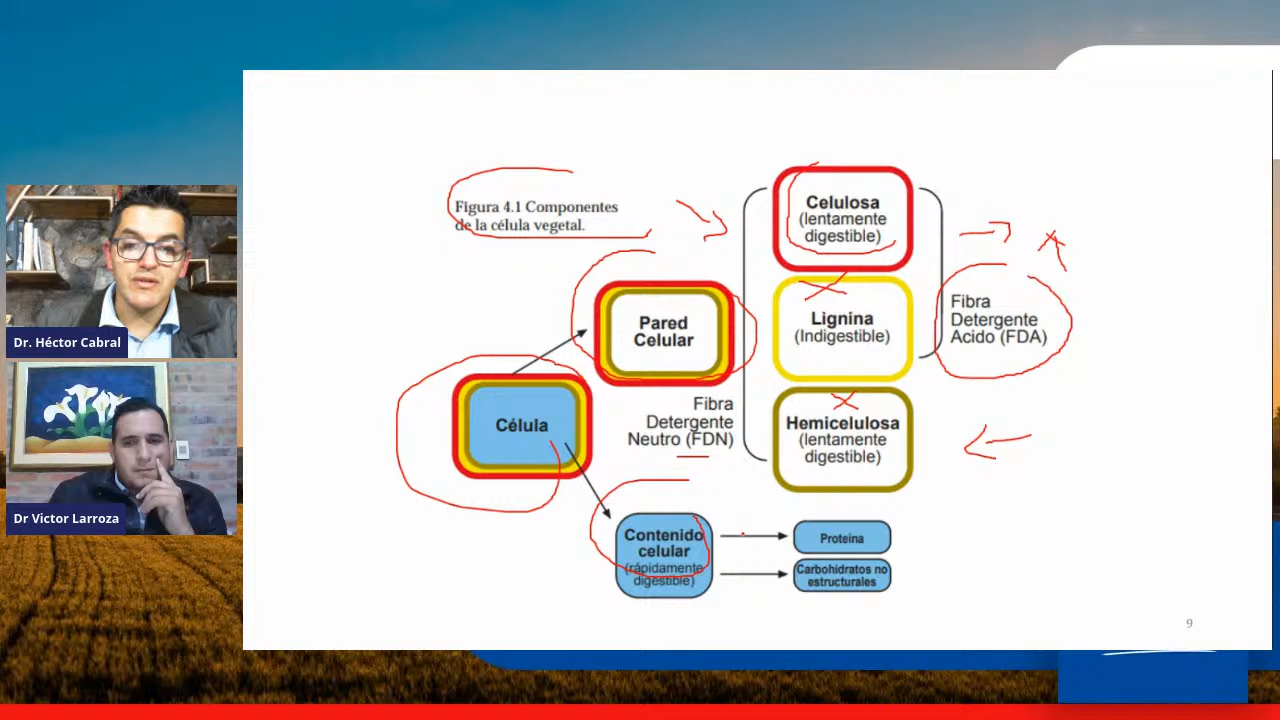 Figura 4.1 Componentes
de la célula vegetal.
Celulosa
(lentamente
digestible)
Lignina
(Indigestible)
Hemicelulosa
(lentamente
digestible)
Fibra
Detergente
Acido (FDA)
Pared
Celular
Fibra
Detergente
Neutro (FDN)
Célula
Contenido
celular
(rápidamente
digestible)
Proteina
Carbohidratos no
estructurales
9
Dr. Héctor Cabral
Dr Victor Larroza